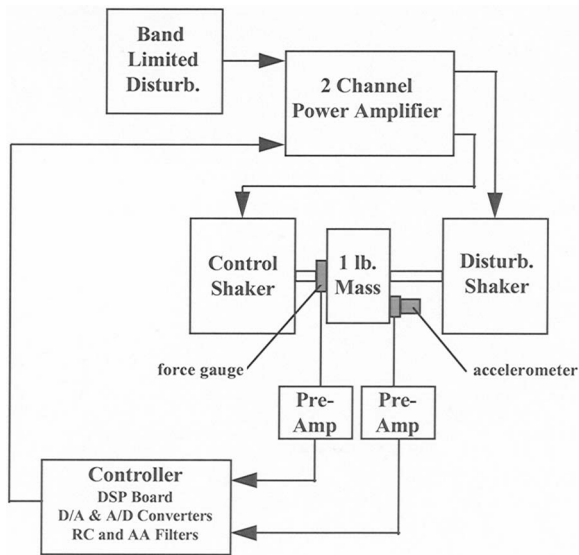 Band
Limited
Disturb.
2 Channel
Power Amplifier
Control
Shaker
1 lb.
Mass
Disturb.
Shaker
force gauge
accelerometer
Pre-
Amp
Pre-
Amp
Controller
DSP Board
D/A & A/D Converters
RC and AA Filters